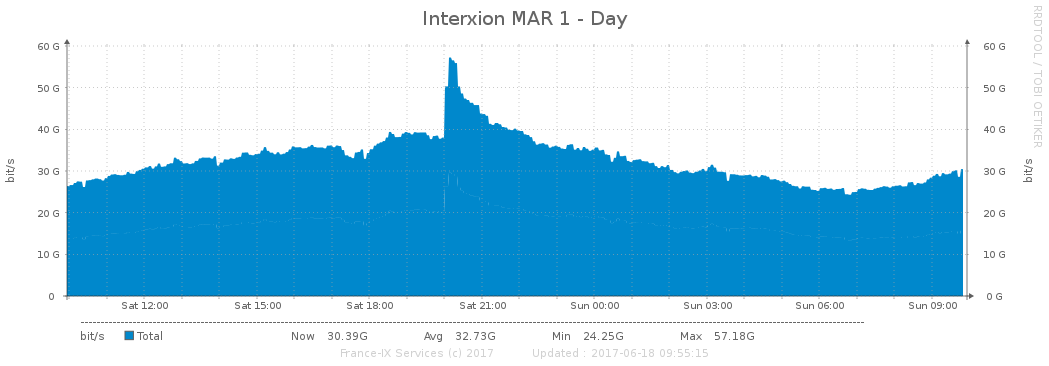 Interxion MAR 1 - Day
RRDTOOL / TOBI OETIKER
60 G 60 G
50 G 50 G
40 G 40 G
30 G 30 G
20 G 20 G
10 G 10 G
0 0 G
bit/s bit/s
Sat 12:00 Sat 15:00 Sat 18:00 Sat 21:00 Sun 00:00 Sun 03:00 Sun 06:00 Sun 09:00
bit/s Total Now 30.39G Avg 32.73G Min 24.25G Max 57.18G
France-IX Services (c) 2017 Updated : 2017-06-18 09:55:15